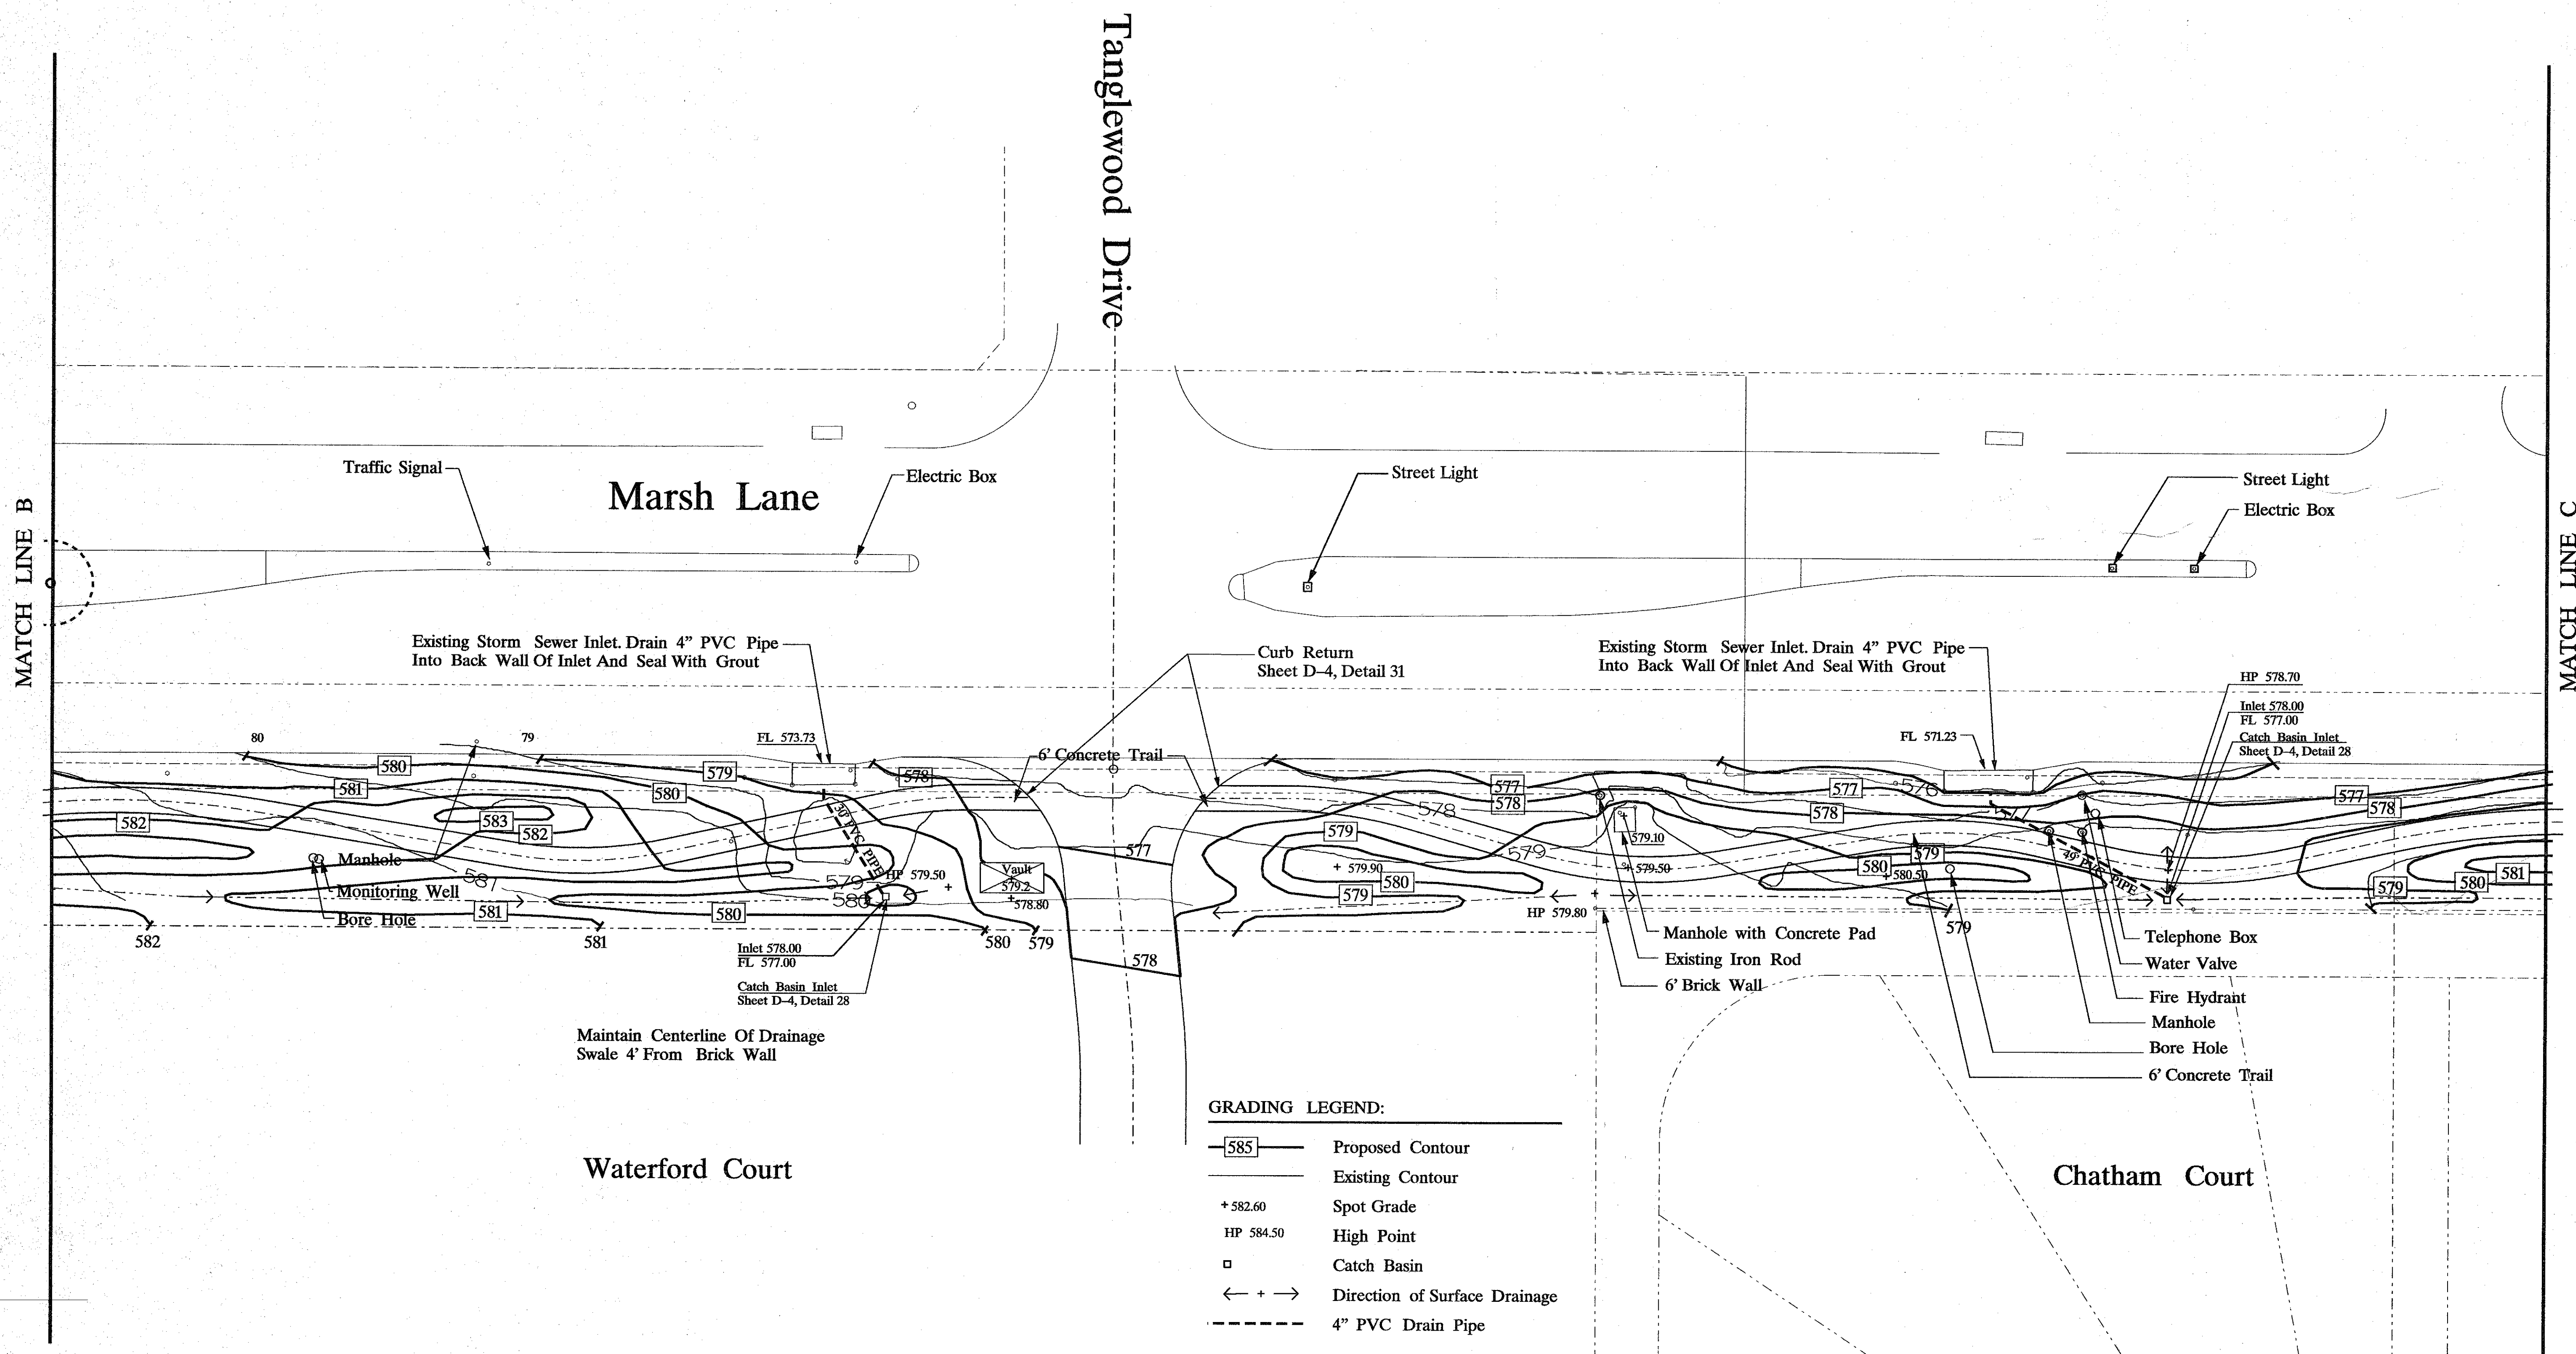 Tanglewood Drive
MATCH LINE B
MATCH LINE C
Traffic Signal
Marsh Lane
Electric Box
Street Light
Street Light
Electric Box
Existing Storm Sewer Inlet. Drain 4" PVC Pipe
Into Back Wall Of Inlet And Seal With Grout
Curb Return
Sheet D-4, Detail 31
Existing Storm Sewer Inlet. Drain 4" PVC Pipe
Into Back Wall Of Inlet And Seal With Grout
HP 578.70
Inlet 578.00
FL 577.00
Catch Basin Inlet
Sheet D-4, Detail 28
80
79
FL 573.73
6' Concrete Trail
FL 571.23
580
579
578
581
580
582
583
582
30' PVC PIPE
577
578
578
579
577
576
577
578
577
578
Manhole
Monitoring Well
Bore Hole
581
581
580
579
580
HP 579.50
Vault
579.2
578.80
577
579
579.90
580
579
579
579.10
579.50
HP 579.80
580
580.50
579
49' PVC PIPE
579
580
581
582
581
580
579
578
579
Inlet 578.00
FL 577.00
Catch Basin Inlet
Sheet D-4, Detail 28
Maintain Centerline Of Drainage
Swale 4' From Brick Wall
Manhole with Concrete Pad
Existing Iron Rod
6' Brick Wall
Telephone Box
Water Valve
Fire Hydrant
Manhole
Bore Hole
6' Concrete Trail
Waterford Court
Chatham Court
GRADING LEGEND:
585 Proposed Contour
Existing Contour
+ 582.60 Spot Grade
HP 584.50 High Point
Catch Basin
+ Direction of Surface Drainage
4" PVC Drain Pipe